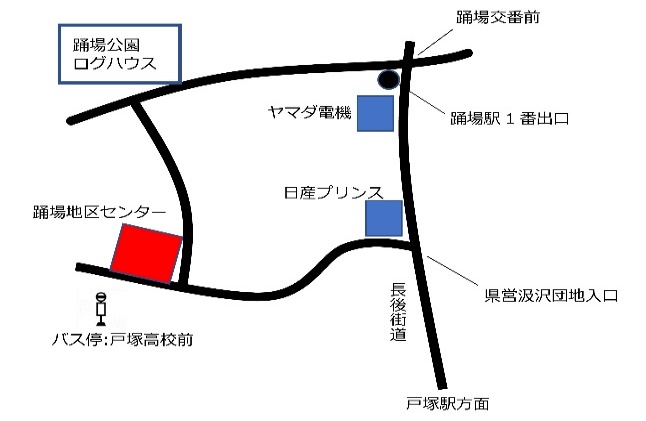 踊場交番前
踊場公園
ログハウス
ヤマダ電機
踊場駅1番出口
日産プリンス
踊場地区センター
県営汲沢団地入口
長後街道
バス停:戸塚高校前
戸塚駅方面